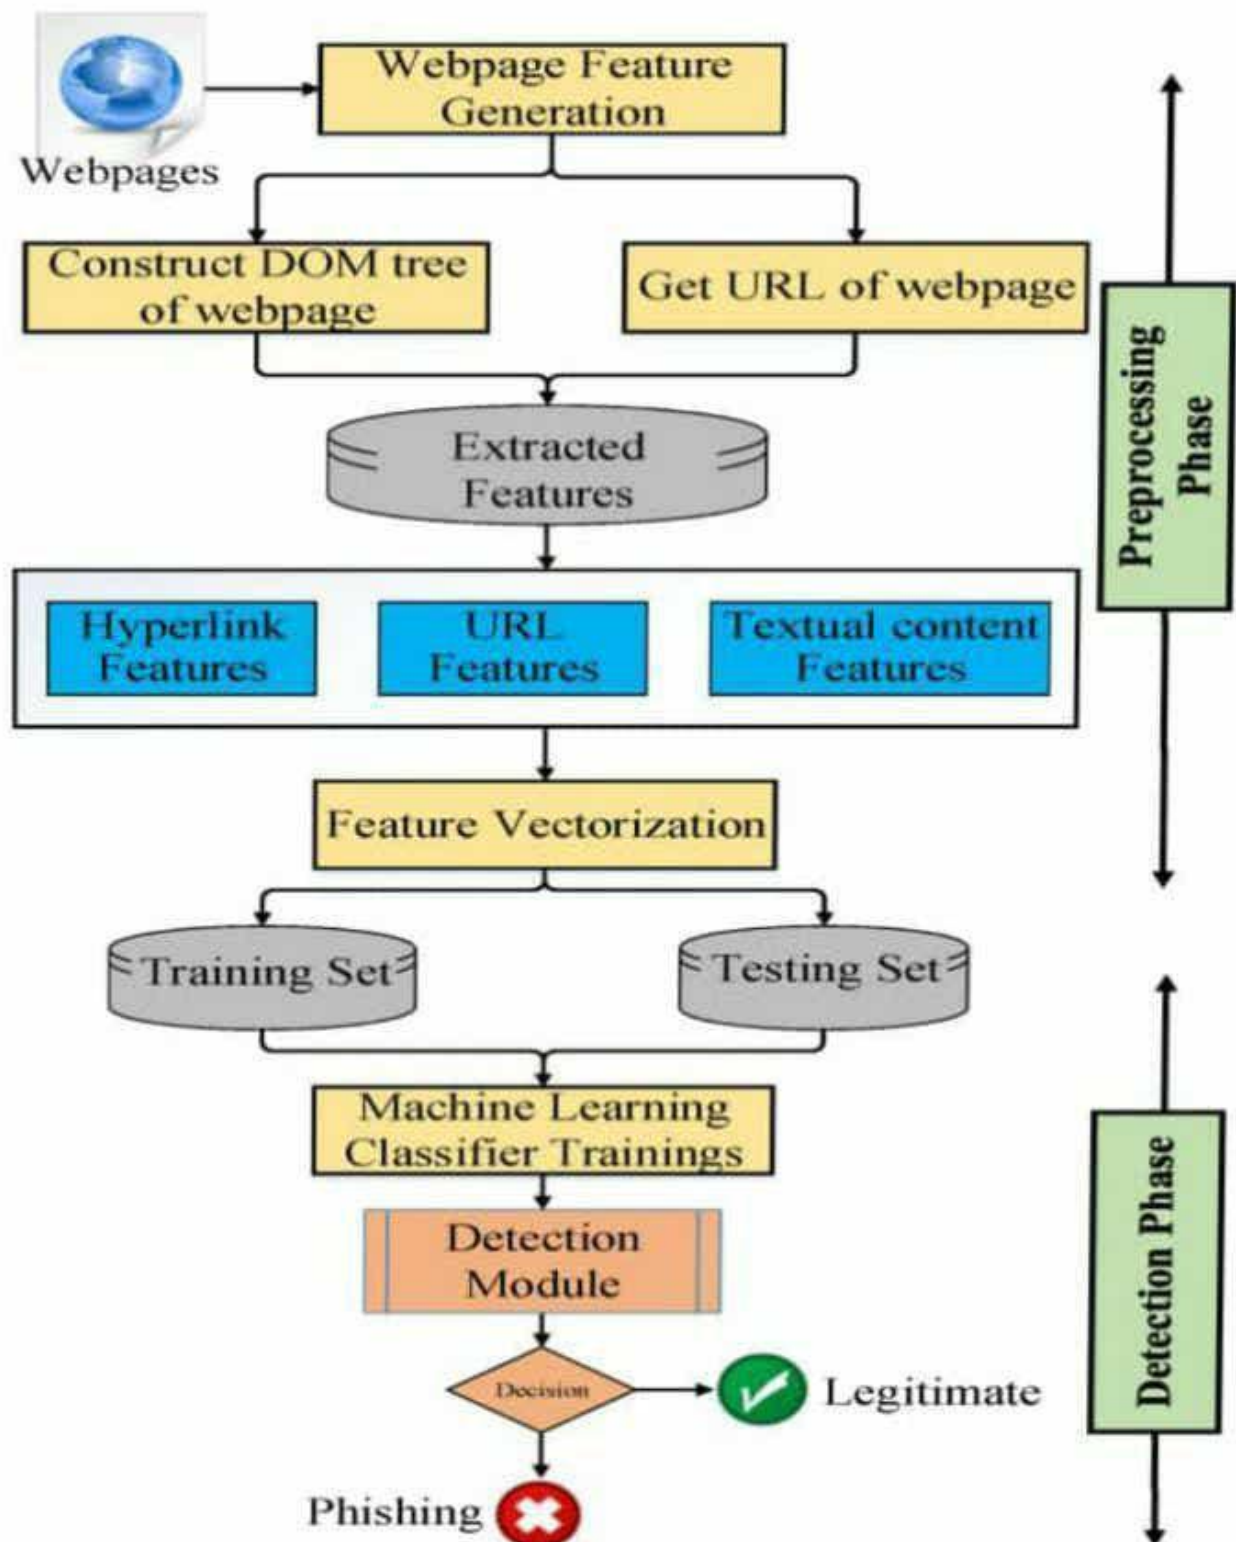 Webpage Feature
Generation
Webpages
Construct DOM tree
of webpage
Get URL of webpage
Extracted
Features
Preprocessing
Phase
Hyperlink
Features
URL
Features
Textual content
Features
Feature Vectorization
Training Set
Testing Set
Machine Learning
Classifier Trainings
Detection
Module
Detection Phase
Decision
Legitimate
Phishing